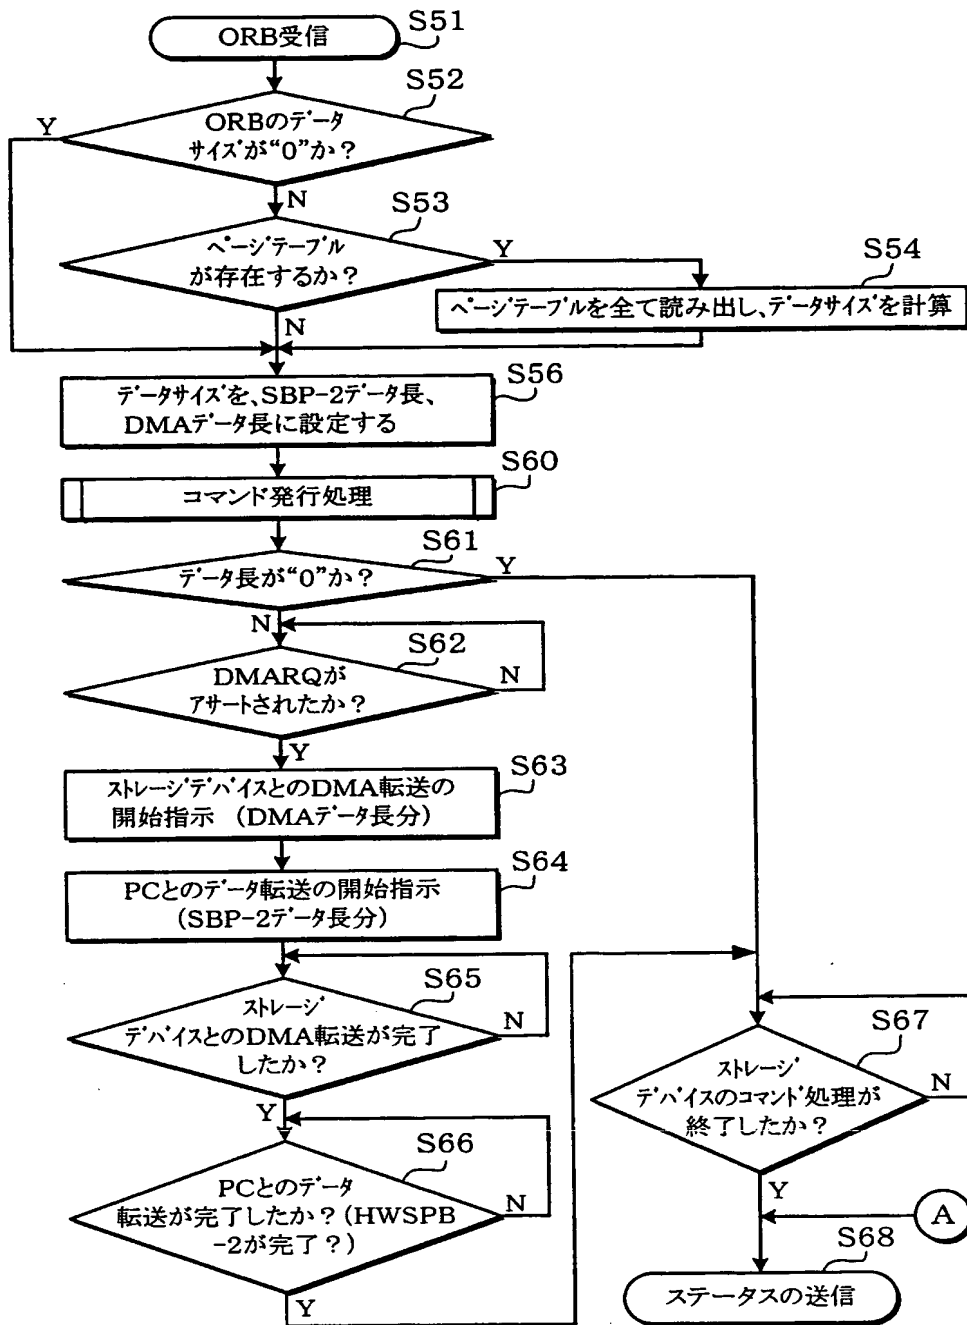 ORB受信
S51
S52
ORBのデータ
サイズが“0”か？
Y
N
S53
ページテーブル
が存在するか？
Y
N
S54
ページテーブルを全て読み出し、データサイズを計算
S56
データサイズを、SBP-2データ長、
DMAデータ長に設定する
S60
コマンド発行処理
S61
データ長が“0”か？
Y
N
S62
DMARQが
アサートされたか？
N
Y
S63
ストレージデバイスとのDMA転送の
開始指示 （DMAデータ長分）
S64
PCとのデータ転送の開始指示
（SBP-2データ長分）
S65
ストレージ
デバイスとのDMA転送が完了
したか？
N
Y
S66
PCとのデータ
転送が完了したか？（HWSPB
-2が完了？）
N
Y
S67
ストレージ
デバイスのコマンド処理が
終了したか？
N
Y
A
S68
ステータスの送信